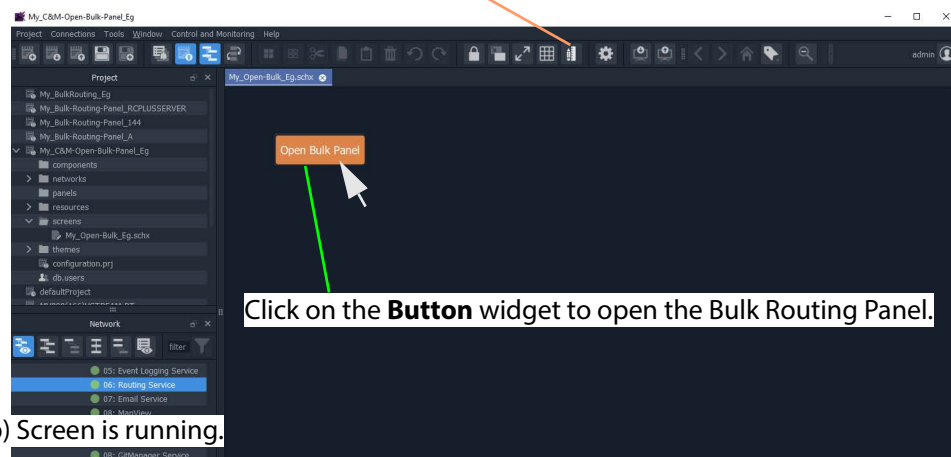 My_C&M-Open-Bulk-Panel_Eg
Project Connections Tools Window Control and Monitoring Help
admin
Project
My_Open-Bulk_Eg.schx
My_BulkRouting_Eg
My_Bulk-Routing-Panel_RCPLUSSERVER
My_Bulk-Routing-Panel_144
My_Bulk-Routing-Panel_A
My_C&M-Open-Bulk-Panel_Eg
components
networks
panels
resources
screens
My_Open-Bulk_Eg.schx
themes
configuration.prj
db.users
defaultProject
Open Bulk Panel
Click on the Button widget to open the Bulk Routing Panel.
Network
filter
05: Event Logging Service
06: Routing Service
07: Email Service
08: MapView
) Screen is running.
08: GitManager Service